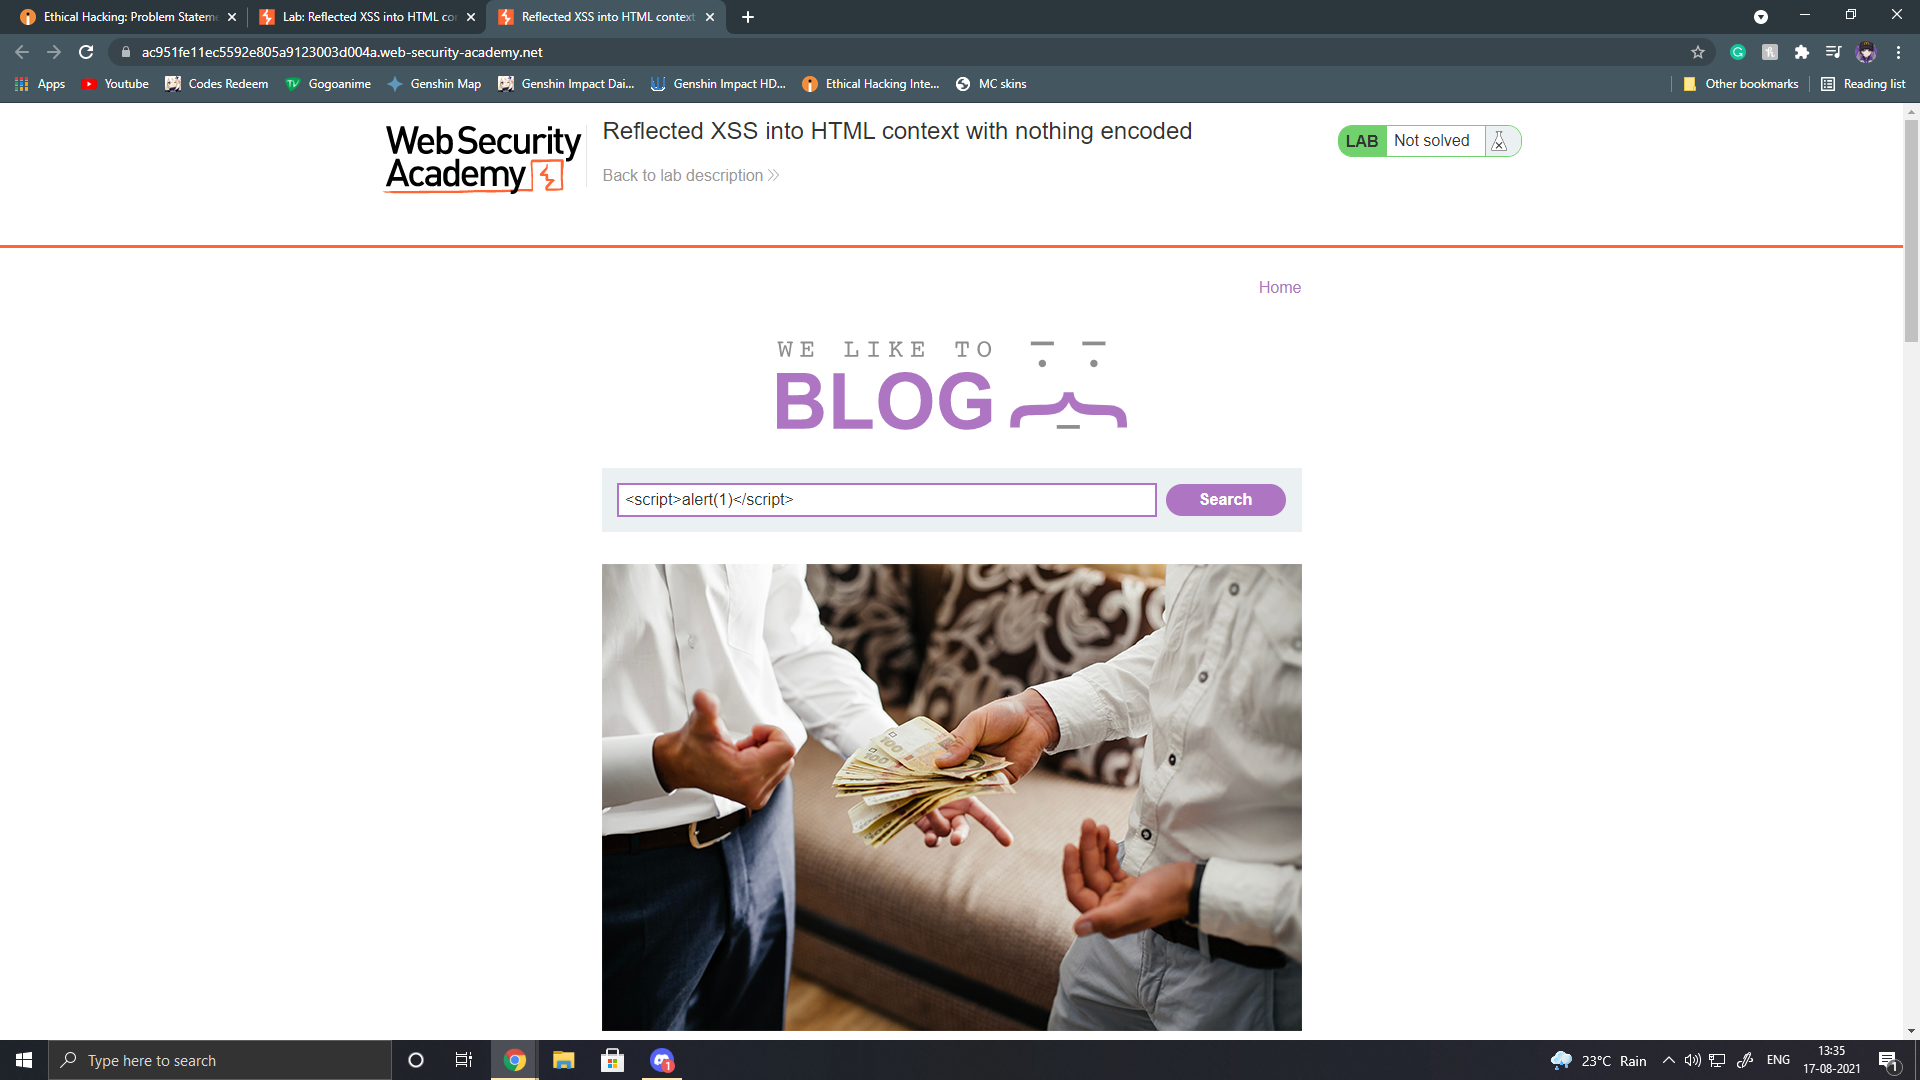 Ethical Hacking: Problem Stateme
Lab: Reflected XSS into HTML co
Reflected XSS into HTML context
ac951fe11ec5592e805a9123003d004a.web-security-academy.net
Apps
Youtube
Codes Redeem
Gogoanime
Genshin Map
Genshin Impact Dai...
Genshin Impact HD...
Ethical Hacking Inte...
MC skins
Other bookmarks
Reading list
Web Security
Academy
Reflected XSS into HTML context with nothing encoded
Back to lab description
LAB Not solved
Home
WE LIKE TO
BLOG
<script>alert(1)</script>
Search
100
100
Type here to search
1
23°C Rain
ENG
13:35
17-08-2021
1